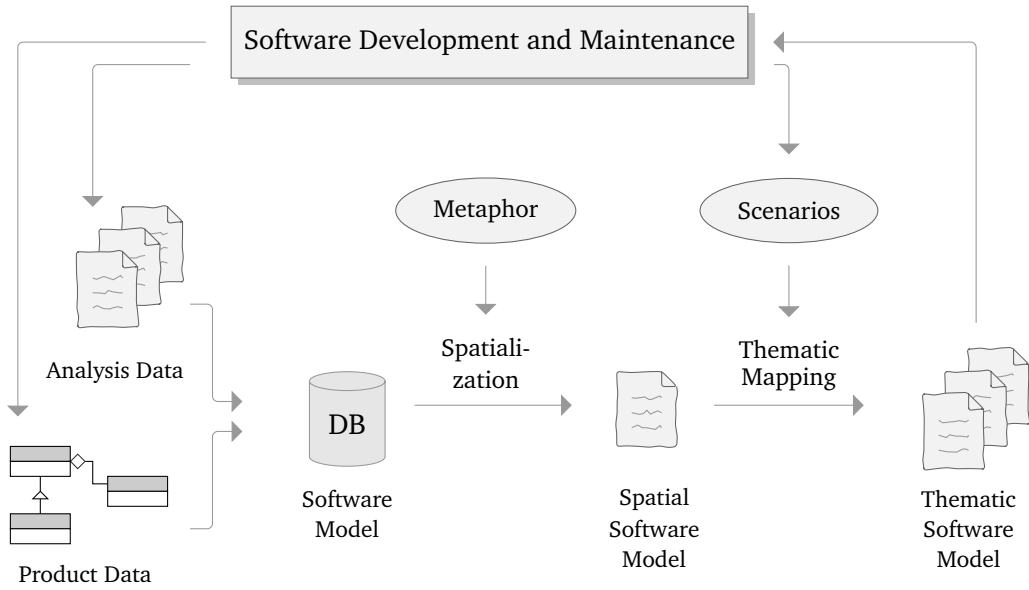 Software Development and Maintenance
Metaphor
Scenarios
Analysis Data
Spatiali-
zation
Thematic
Mapping
DB
Software
Model
Spatial
Software
Model
Thematic
Software
Model
Product Data